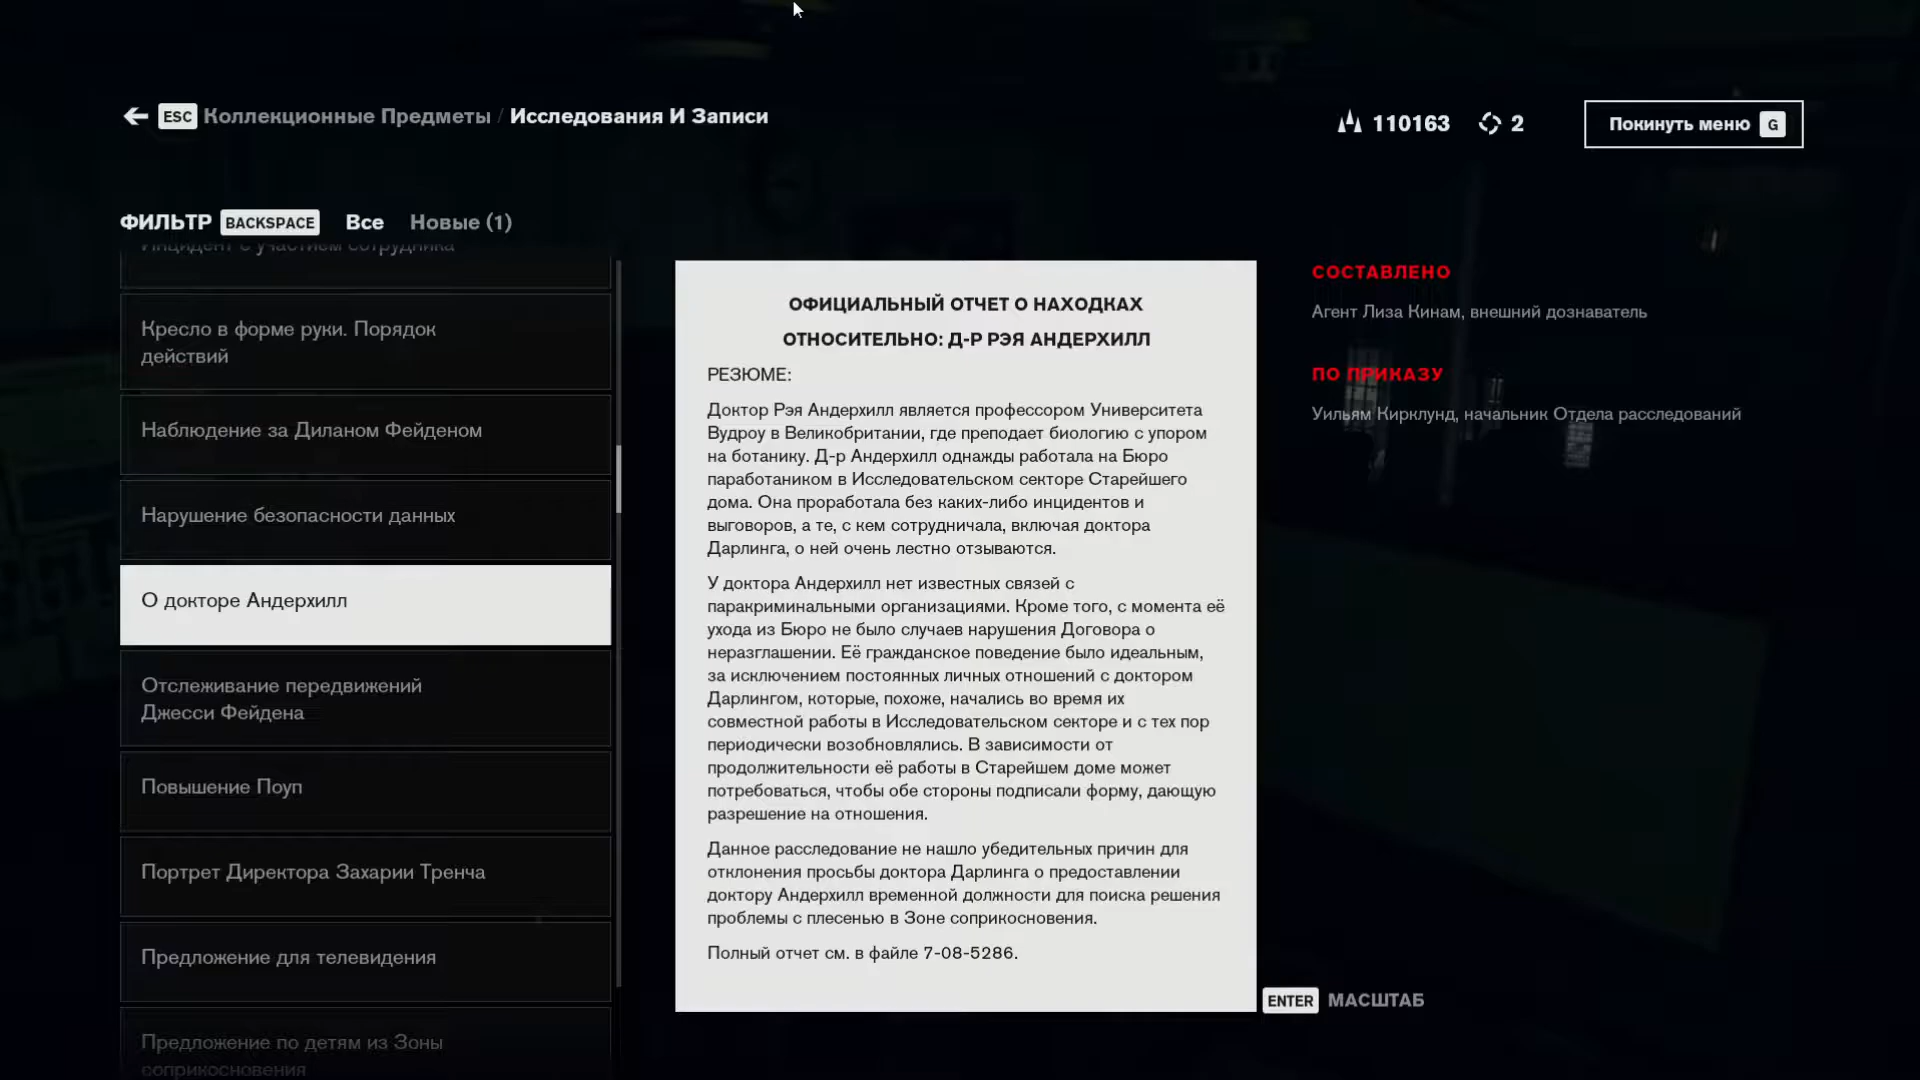 ESC Коллекционные Предметы / Исследования И Записи
110163
2
Покинуть меню G
ФИЛЬТР BACKSPACE Все Новые (1)
Инцидент с участием сотрудника
Кресло в форме руки. Порядок
действий
Наблюдение за Диланом Фейденом
Нарушение безопасности данных
О докторе Андерхилл
Отслеживание передвижений
Джесси Фейдена
Повышение Поуп
Портрет Директора Захарии Тренча
Предложение для телевидения
Предложение по детям из Зоны
соприкосновения
ОФИЦИАЛЬНЫЙ ОТЧЕТ О НАХОДКАХ
ОТНОСИТЕЛЬНО: Д-Р РЭЯ АНДЕРХИЛЛ
РЕЗЮМЕ:
Доктор Рэя Андерхилл является профессором Университета
Вудроу в Великобритании, где преподает биологию с упором
на ботанику. Д-р Андерхилл однажды работала на Бюро
паработаником в Исследовательском секторе Старейшего
дома. Она проработала без каких-либо инцидентов и
выговоров, а те, с кем сотрудничала, включая доктора
Дарлинга, о ней очень лестно отзываются.
У доктора Андерхилл нет известных связей с
паракриминальными организациями. Кроме того, с момента её
ухода из Бюро не было случаев нарушения Договора о
неразглашении. Её гражданское поведение было идеальным,
за исключением постоянных личных отношений с доктором
Дарлингом, которые, похоже, начались во время их
совместной работы в Исследовательском секторе и с тех пор
периодически возобновлялись. В зависимости от
продолжительности её работы в Старейшем доме может
потребоваться, чтобы обе стороны подписали форму, дающую
разрешение на отношения.
Данное расследование не нашло убедительных причин для
отклонения просьбы доктора Дарлинга о предоставлении
доктору Андерхилл временной должности для поиска решения
проблемы с плесенью в Зоне соприкосновения.
Полный отчет см. в файле 7-08-5286.
СОСТАВЛЕНО
Агент Лиза Кинам, внешний дознаватель
ПО ПРИКАЗУ
Уильям Кирклунд, начальник Отдела расследований
ENTER МАСШТАБ